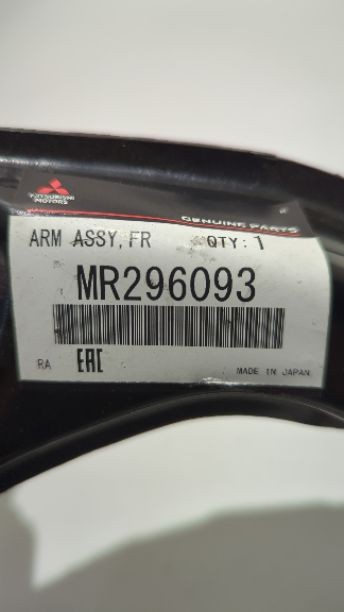 MITSUBISHI
MOTORS
GENUINE PARTS
ARM ASSY, FR QTY: 1
MR296093
RA EAC MADE IN JAPAN